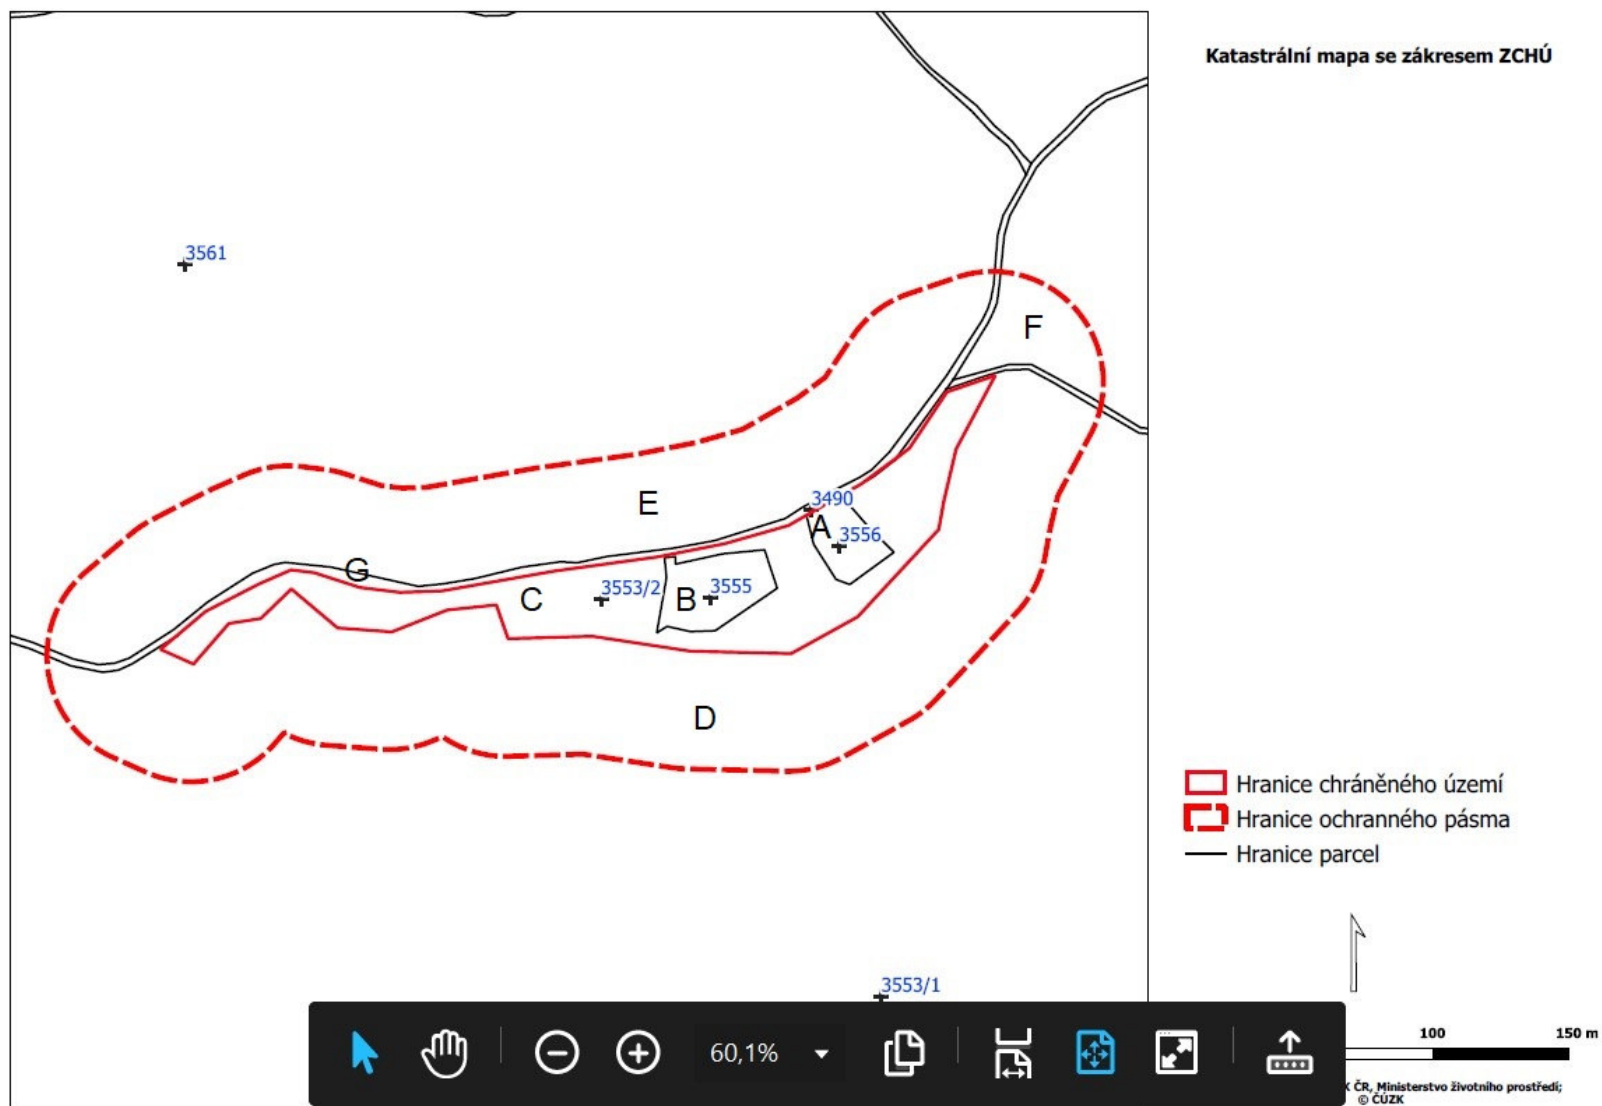 Katastrální mapa se zákresem ZCHÚ
3561
F
E
3490
A
3556
G
C
3553/2
B
3555
D
Hranice chráněného území
Hranice ochranného pásma
Hranice parcel
3553/1
60,1%
100
150 m
ČR, Ministerstvo životního prostředí;
© ČÚZK